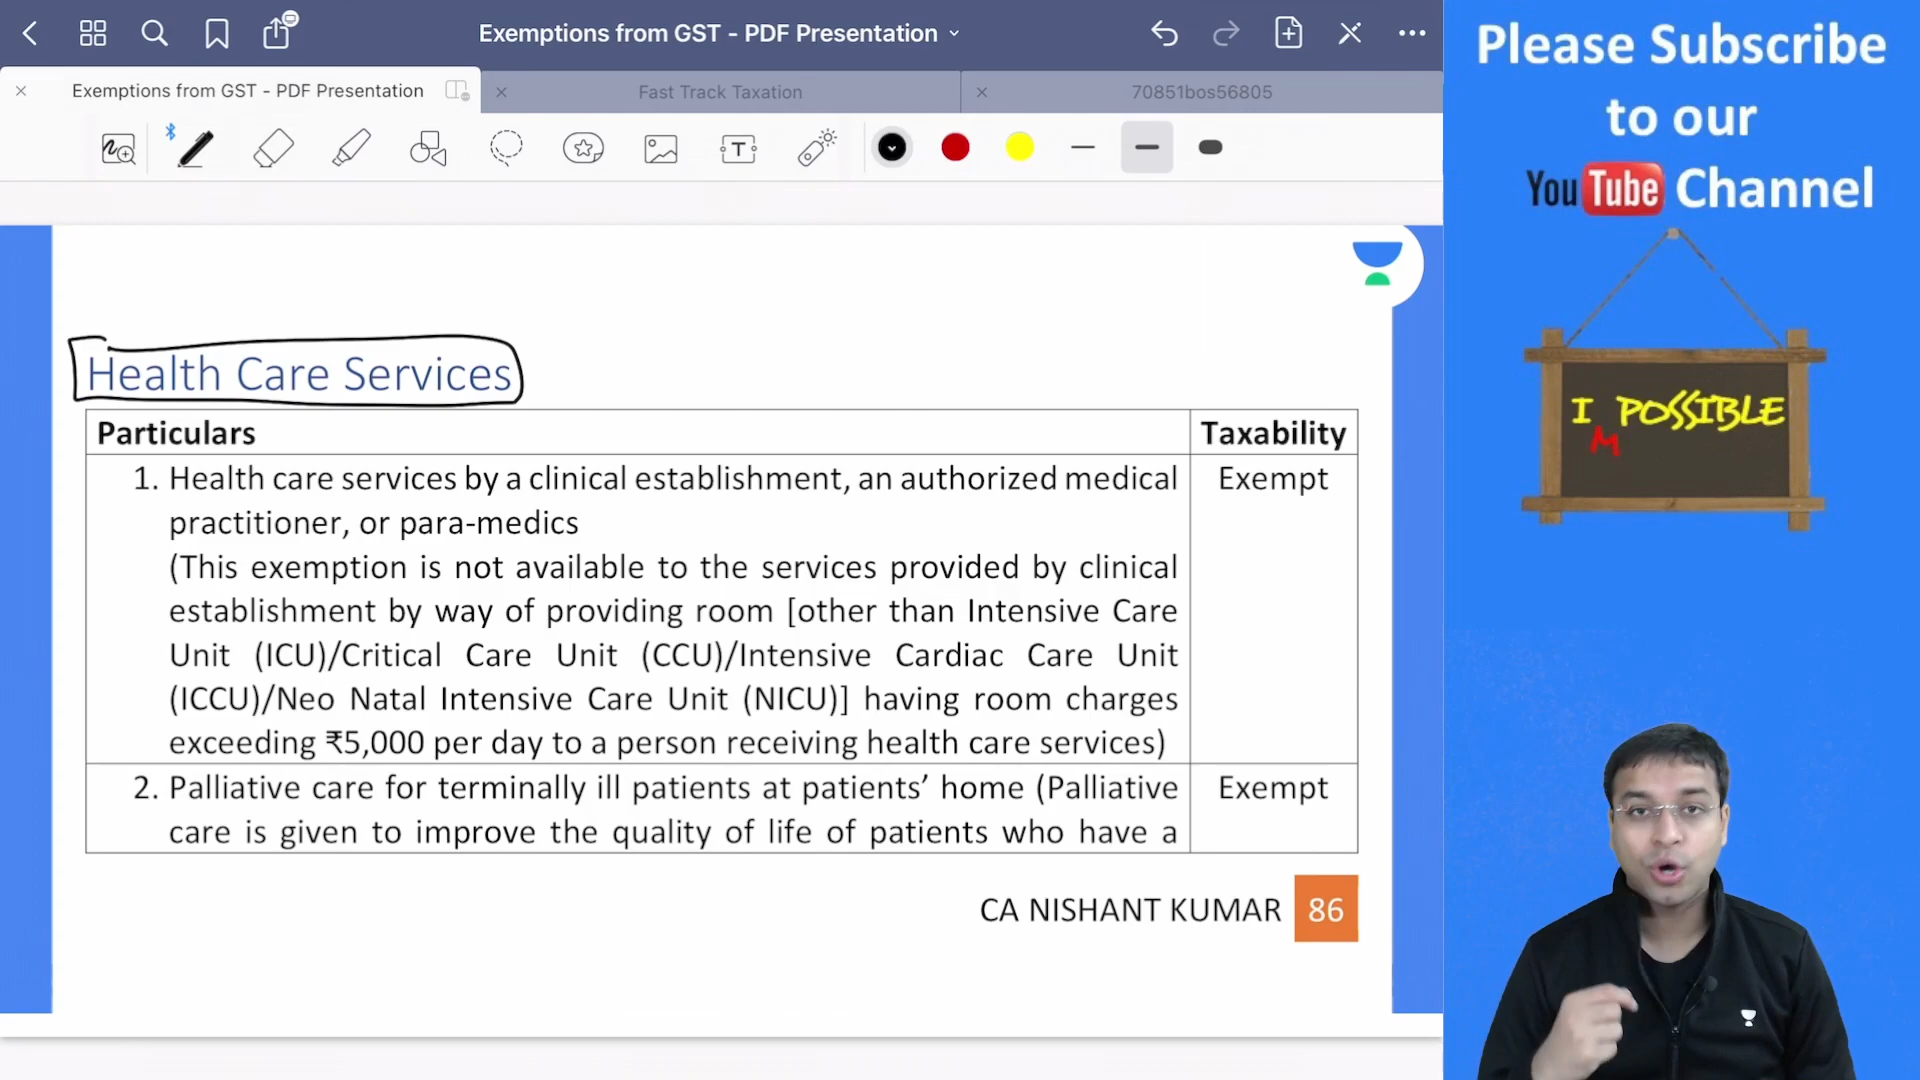 Exemptions from GST - PDF Presentation
Exemptions from GST - PDF Presentation
Fast Track Taxation
70851bos56805
T
Health Care Services
Particulars
Taxability
1. Health care services by a clinical establishment, an authorized medical
practitioner, or para-medics
(This exemption is not available to the services provided by clinical
establishment by way of providing room [other than Intensive Care
Unit (ICU)/Critical Care Unit (CCU)/Intensive Cardiac Care Unit
(ICCU)/Neo Natal Intensive Care Unit (NICU)] having room charges
exceeding ₹5,000 per day to a person receiving health care services)
Exempt
2. Palliative care for terminally ill patients at patients’ home (Palliative
care is given to improve the quality of life of patients who have a
Exempt
CA NISHANT KUMAR 86
Please Subscribe
to our
YouTube Channel
I POSSIBLE
M